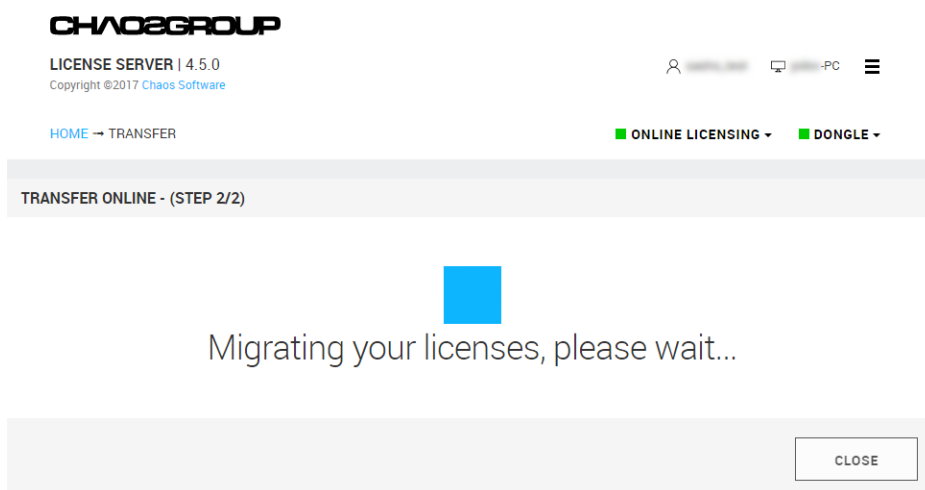 CHAOSGROUP
LICENSE SERVER | 4.5.0
Copyright ©2017 Chaos Software
-PC
HOME → TRANSFER
ONLINE LICENSING
DONGLE
TRANSFER ONLINE - (STEP 2/2)
Migrating your licenses, please wait...
CLOSE